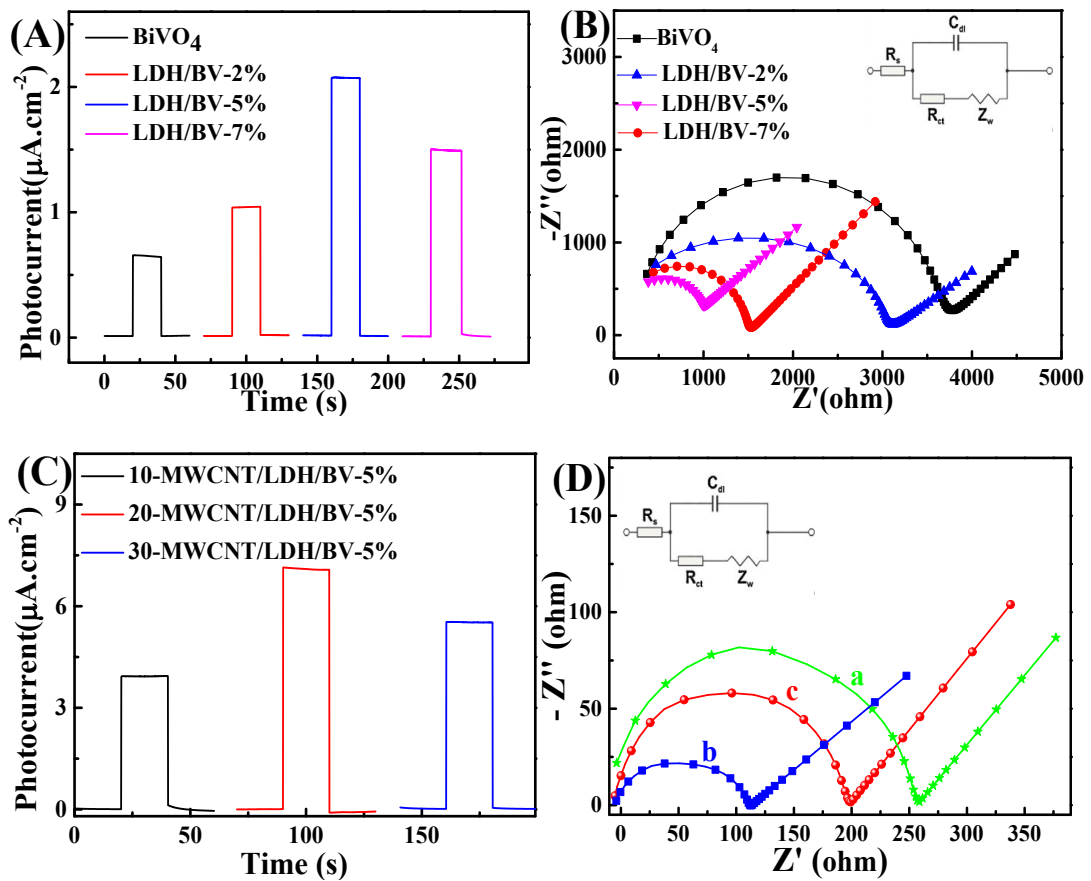 (A)
BiVO4
LDH/BV-2%
LDH/BV-5%
LDH/BV-7%
Photocurrent(μA.cm-2)
2
1
0
0 50 100 150 200 250
Time (s)
(B)
BiVO4
LDH/BV-2%
LDH/BV-5%
LDH/BV-7%
Cdl
Rs
Rct Zw
-Z''(ohm)
3000
2000
1000
0
0 1000 2000 3000 4000 5000
Z'(ohm)
(C)
10-MWCNT/LDH/BV-5%
20-MWCNT/LDH/BV-5%
30-MWCNT/LDH/BV-5%
Photocurrent(μA.cm-2)
9
6
3
0
0 50 100 150
Time (s)
(D)
Cdl
Rs
Rct Zw
- Z'' (ohm)
150
100
50
0
a
c
b
0 50 100 150 200 250 300 350
Z' (ohm)